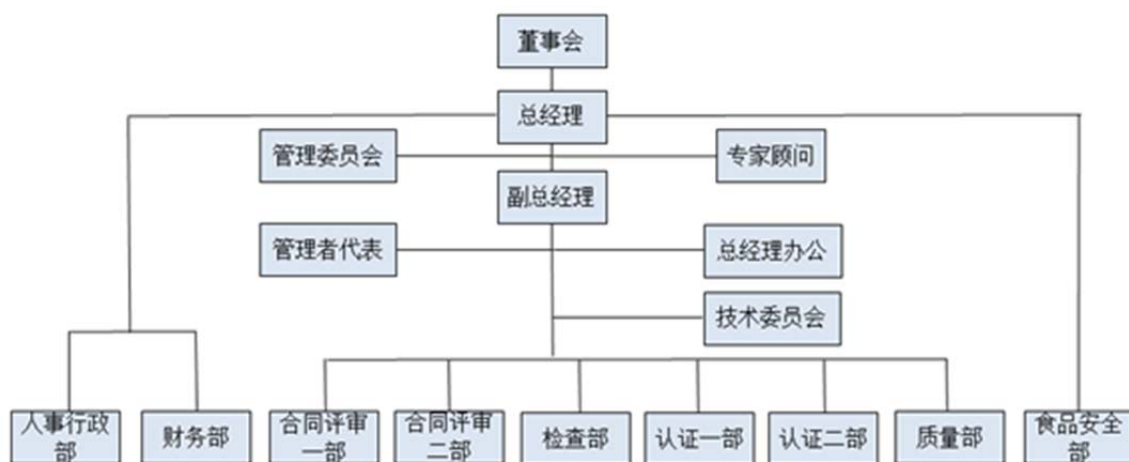 董事会
总经理
管理委员会
专家顾问
副总经理
管理者代表
总经理办公
技术委员会
人事行政
部
财务部
合同评审
一部
合同评审
二部
检查部
认证一部
认证二部
质量部
食品安全
部